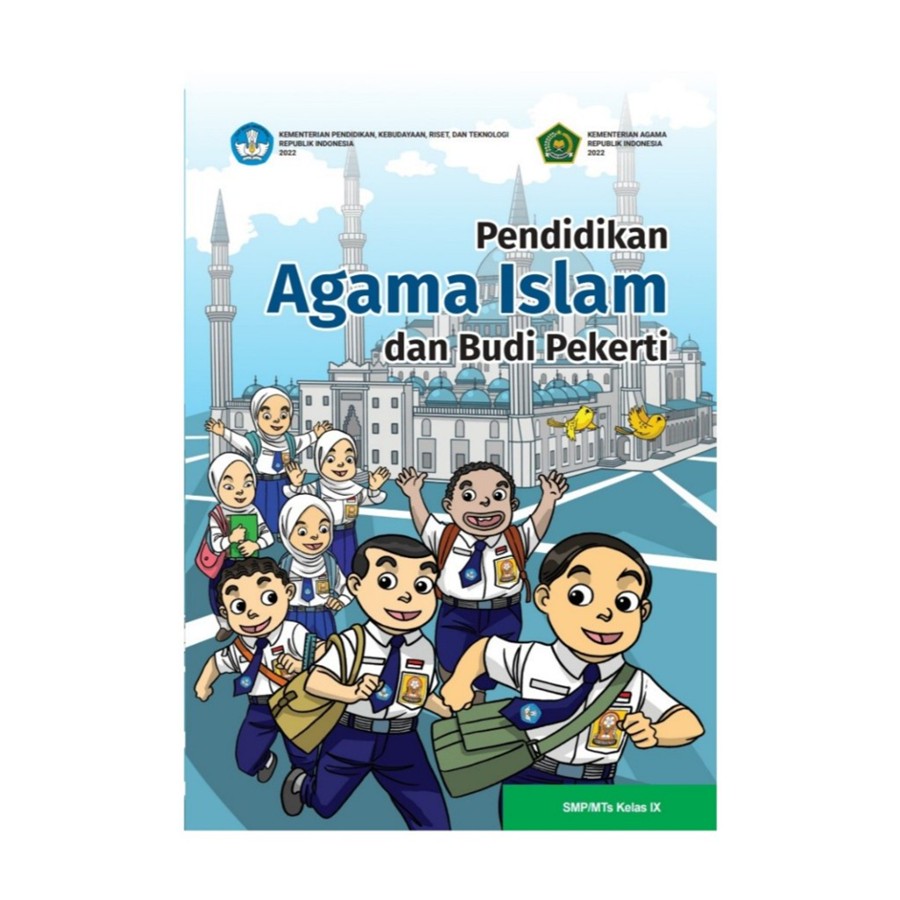 KEMENTERIAN PENDIDIKAN, KEBUDAYAAN, RISET, DAN TEKNOLOGI
REPUBLIK INDONESIA
2022
KEMENTERIAN AGAMA
REPUBLIK INDONESIA
2022
Pendidikan
Agama Islam
dan Budi Pekerti
SMP/MTs Kelas IX